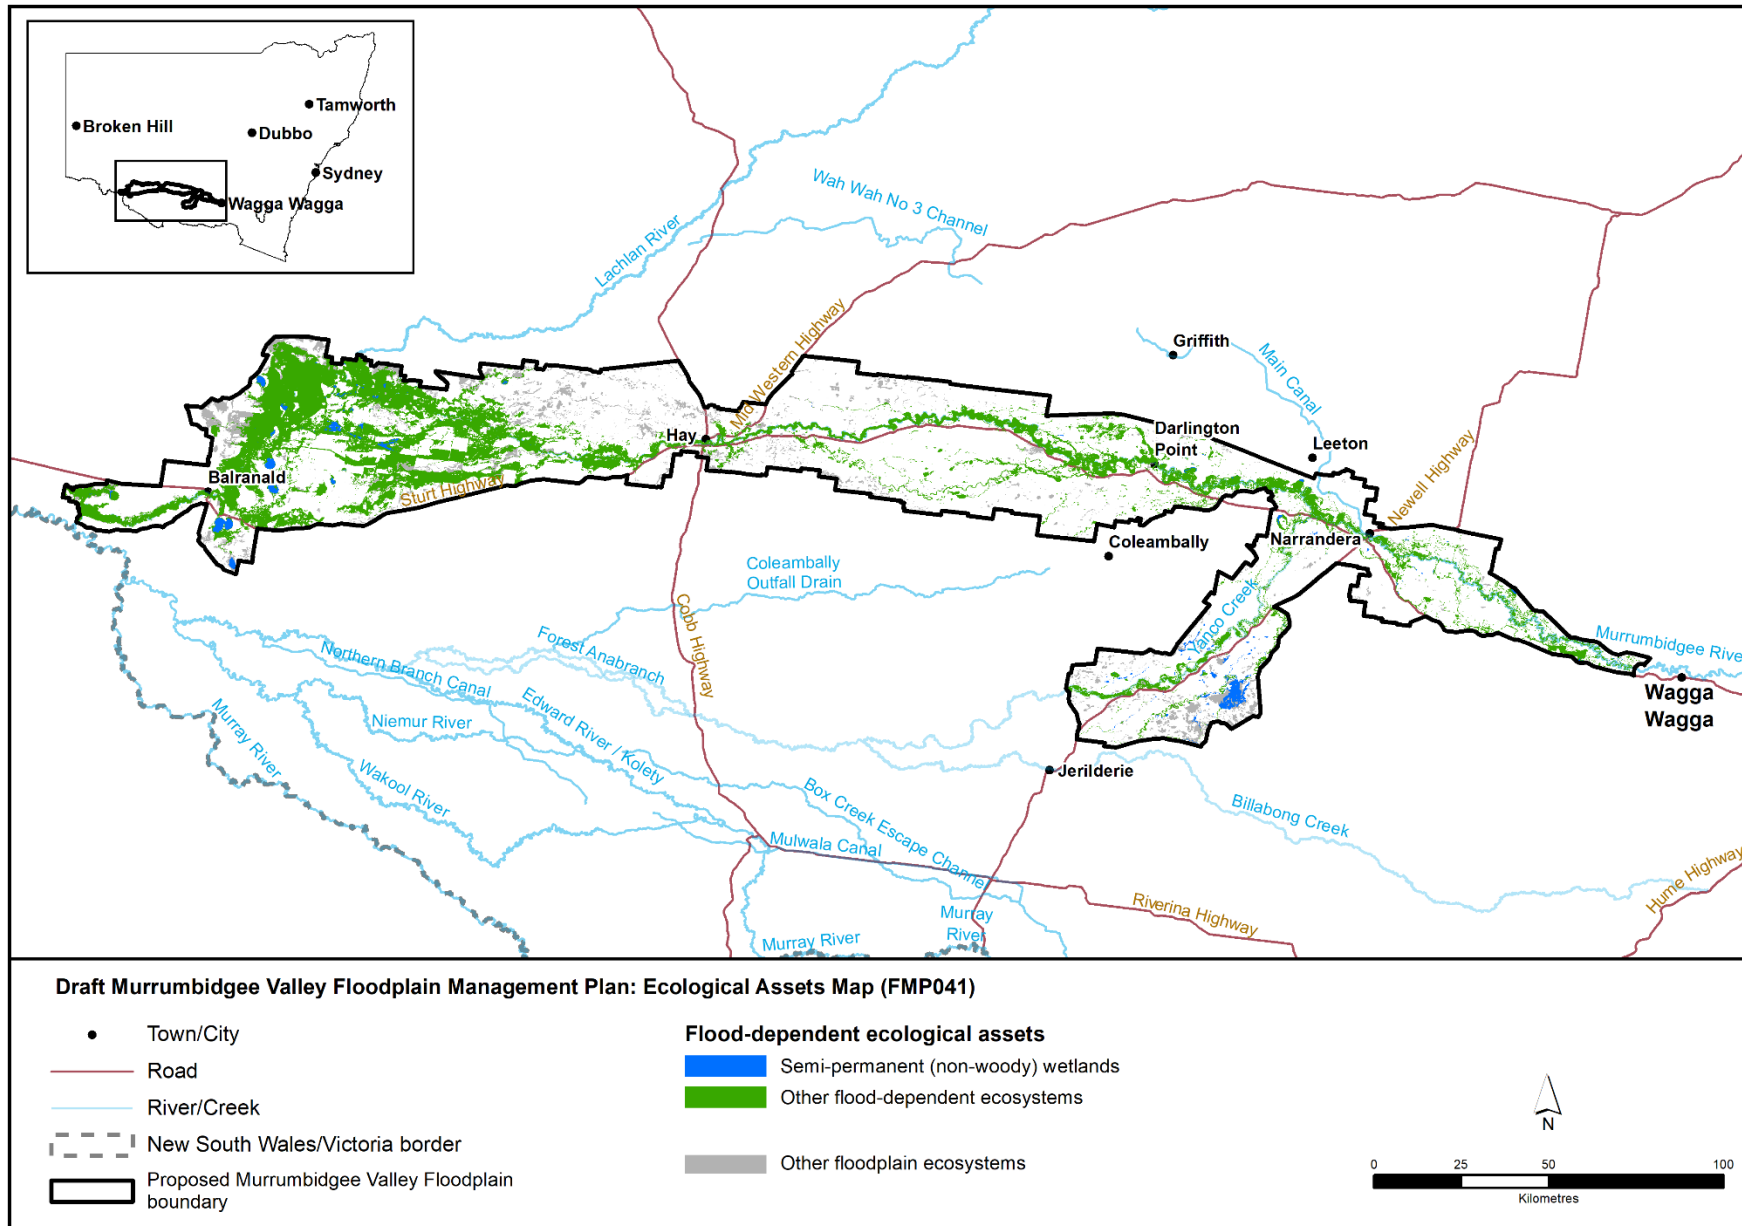 Tamworth
Broken Hill
Dubbo
Sydney
Wagga Wagga
Wah Wah No 3 Channel
Lachlan River
Mid-Western Highway
Griffith
Main Canal
Hay
Darlington
Point
Leeton
Newell Highway
Balranald
Sturt Highway
Narrandera
Coleambally
Coleambally
Outfall Drain
Yanco Creek
Cobb Highway
Forest Anabranch
Northern Branch Canal
Murrumbidgee River
Wagga
Wagga
Edward River / Kolety
Niemur River
Murray River
Wakool River
Jerilderie
Box Creek Escape Channel
Billabong Creek
Mulwala Canal
Hume Highway
Riverina Highway
Murray
River
Murray River
Draft Murrumbidgee Valley Floodplain Management Plan: Ecological Assets Map (FMP041)
Town/City
Road
River/Creek
New South Wales/Victoria border
Proposed Murrumbidgee Valley Floodplain
boundary
Flood-dependent ecological assets
Semi-permanent (non-woody) wetlands
Other flood-dependent ecosystems
Other floodplain ecosystems
N
0 25 50 100
Kilometres